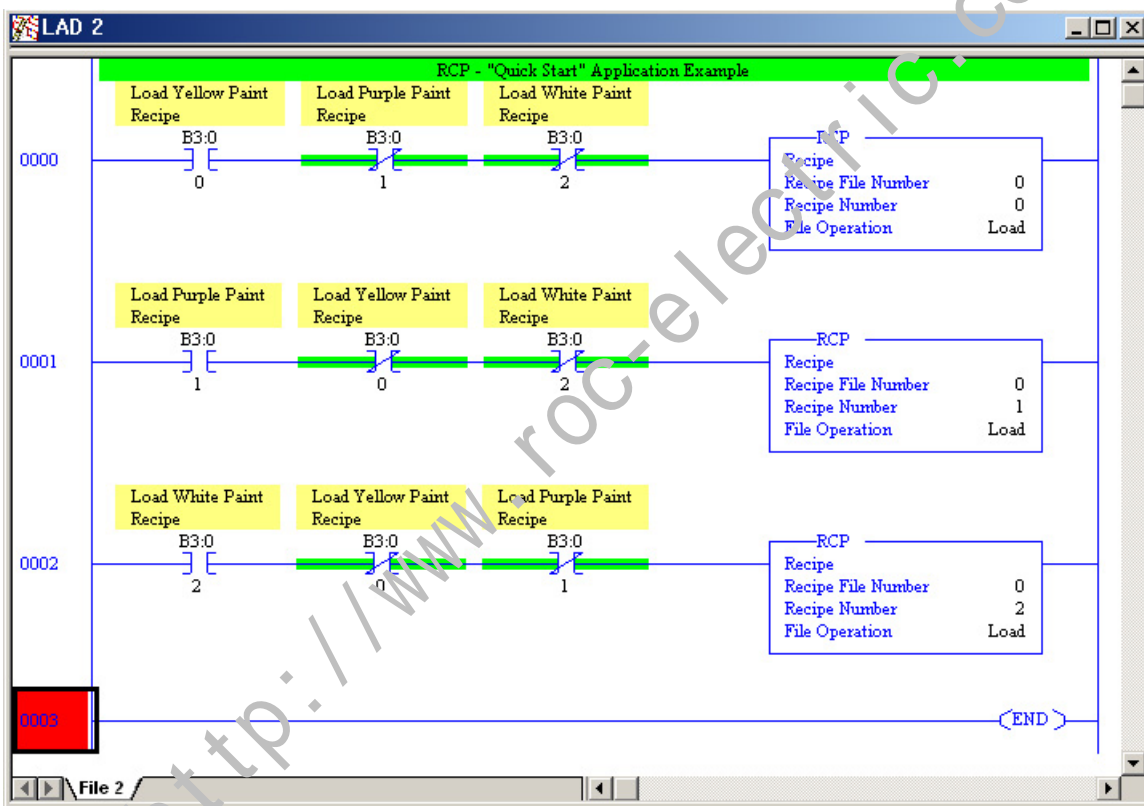 LAD 2
RCP - "Quick Start" Application Example
Load Yellow Paint Recipe
Load Purple Paint Recipe
Load White Paint Recipe
B3:0
B3:0
B3:0
0000
0
1
2
RCP
Recipe
Recipe File Number 0
Recipe Number 0
File Operation Load
Load Purple Paint Recipe
Load Yellow Paint Recipe
Load White Paint Recipe
B3:0
B3:0
B3:0
0001
1
0
2
RCP
Recipe
Recipe File Number 0
Recipe Number 1
File Operation Load
Load White Paint Recipe
Load Yellow Paint Recipe
Load Purple Paint Recipe
B3:0
B3:0
B3:0
0002
2
0
1
RCP
Recipe
Recipe File Number 0
Recipe Number 2
File Operation Load
0003
END
File 2
http://www.roc-electric.co